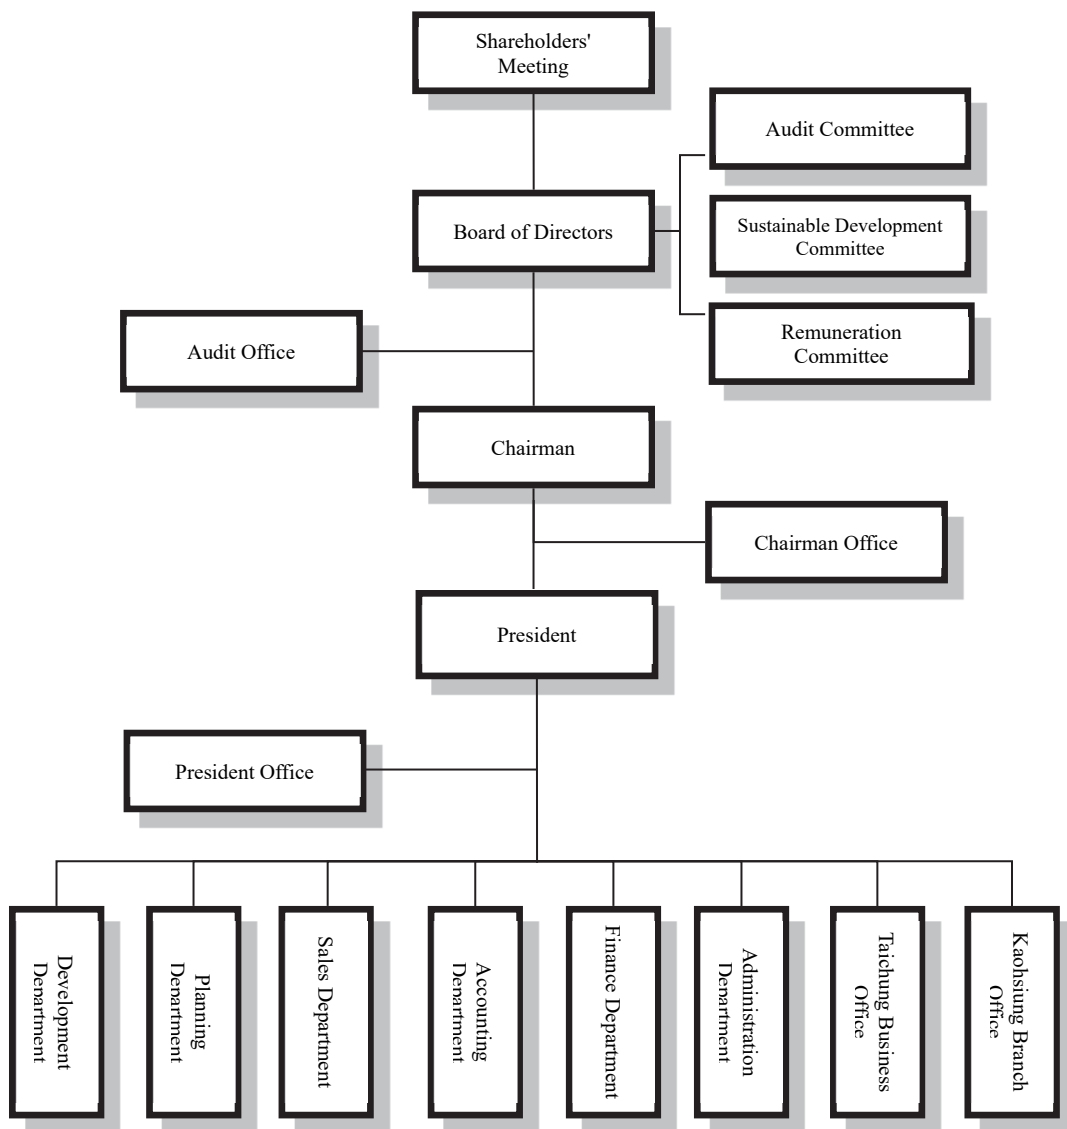 Shareholders'
Meeting
Audit Committee
Board of Directors
Sustainable Development
Committee
Remuneration
Committee
Audit Office
Chairman
Chairman Office
President
President Office
Development
Department
Planning
Department
Sales Department
Accounting
Department
Finance Department
Administration
Department
Taichung Business
Office
Kaohsiung Branch
Office